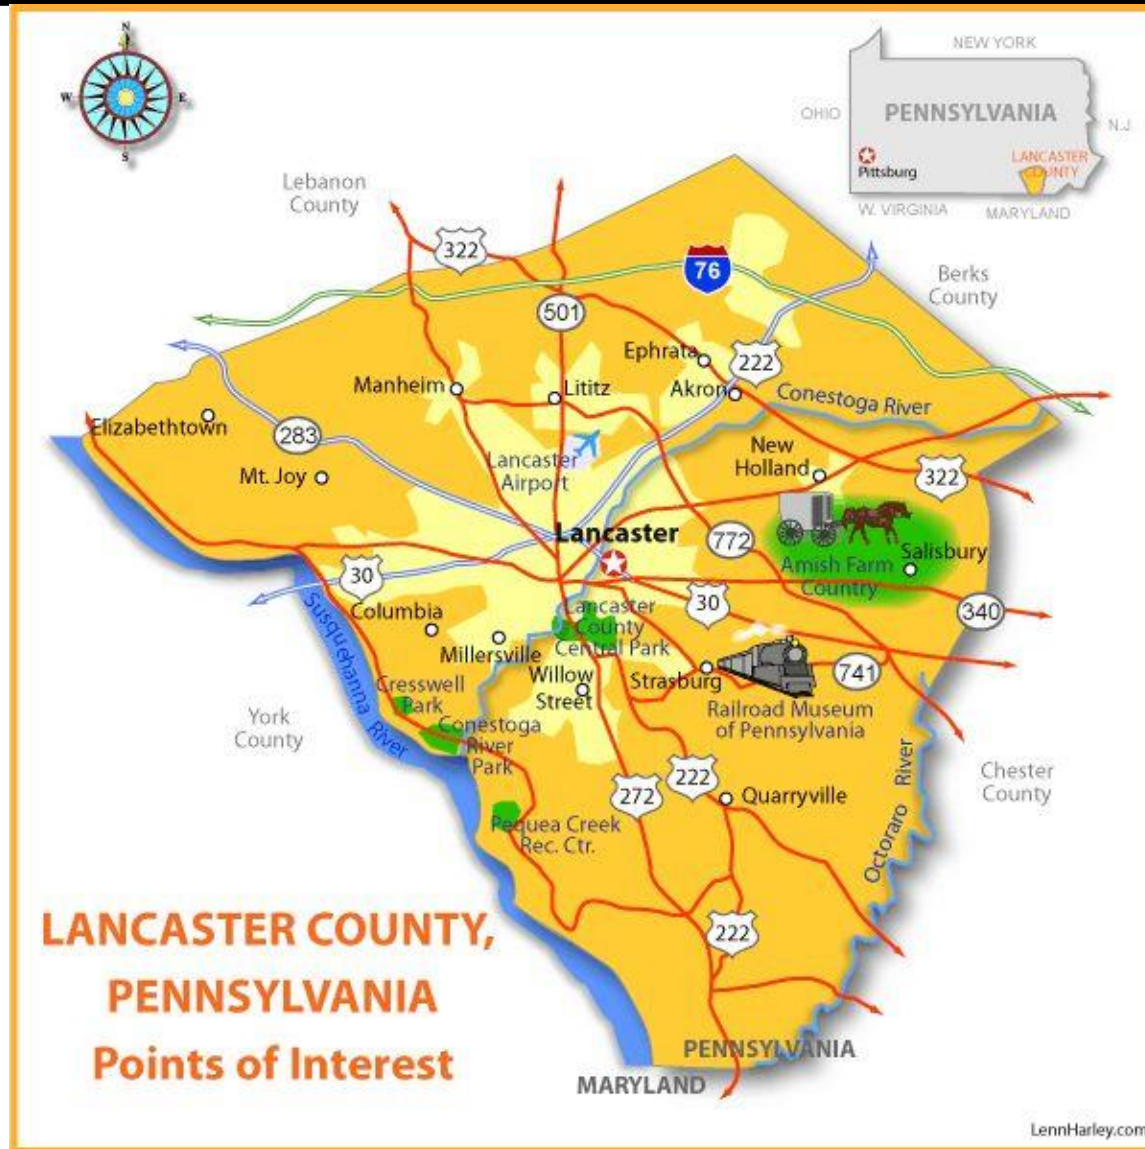 N
W
E
S
NEW YORK
OHIO
PENNSYLVANIA
N.J.
Pittsburg
LANCASTER
COUNTY
W. VIRGINIA
MARYLAND
Lebanon
County
322
76
Berks
County
501
Ephrata
222
Manheim
Lititz
Akron
Conestoga River
Elizabethtown
283
New
Holland
Lancaster
Airport
Mt. Joy
322
Lancaster
772
Salisbury
Amish Farm
Country
30
Susquehanna River
Columbia
Lancaster
County
Central Park
30
340
Millersville
Willow
Street
Strasburg
741
Cresswell
Park
York
County
Conestoga
River
Park
Railroad Museum
of Pennsylvania
Octoraro River
Chester
County
272
222
Quarryville
Pequea Creek
Rec. Ctr.
222
LANCASTER COUNTY,
PENNSYLVANIA
Points of Interest
PENNSYLVANIA
MARYLAND
LennHarley.com